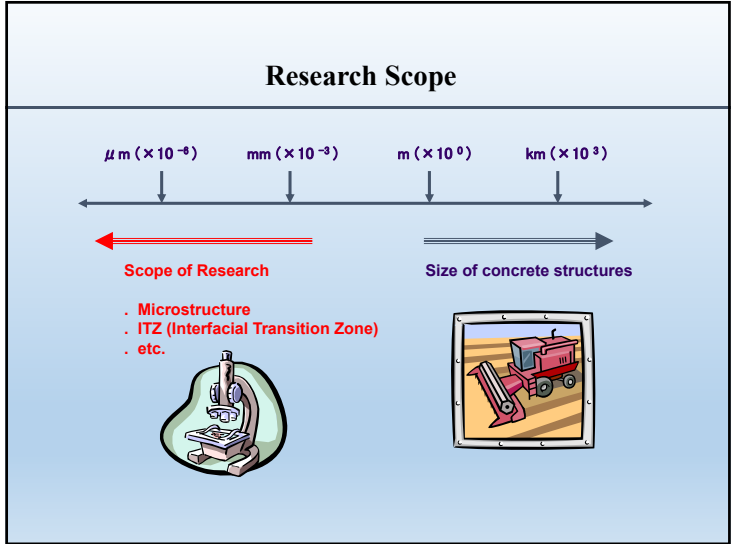 Research Scope
μm (×10⁻⁶) mm (×10⁻³) m (×10⁰) km (×10³)
Scope of Research Size of concrete structures
. Microstructure
. ITZ (Interfacial Transition Zone)
. etc.